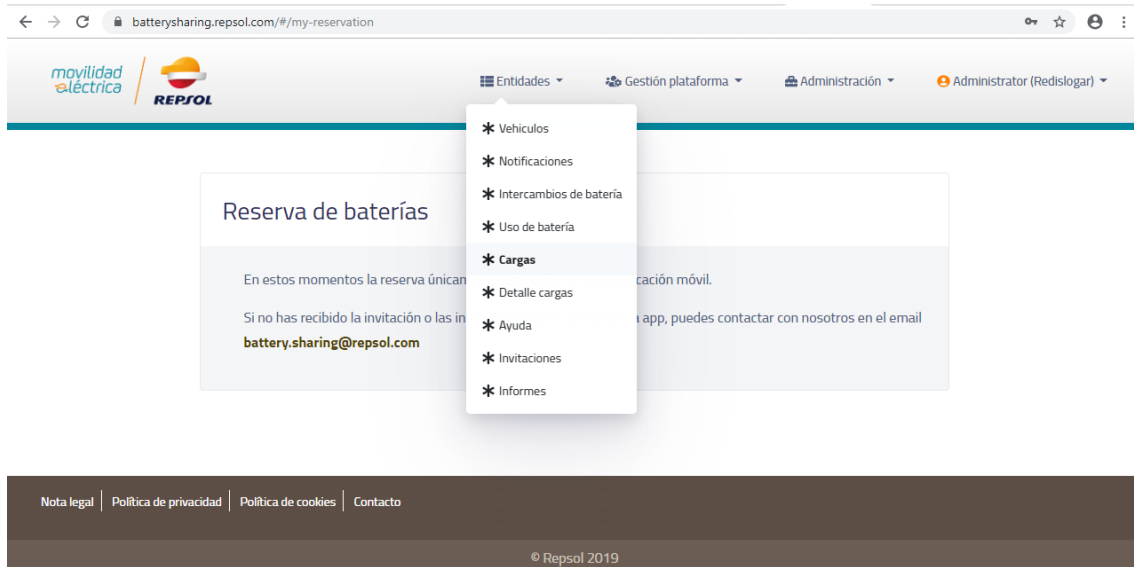 batterysharing.repsol.com/#/my-reservation
movilidad
eléctrica
REPSOL
Entidades
Gestión plataforma
Administración
Administrator (Redislogar)
Vehiculos
Notificaciones
Intercambios de batería
Uso de batería
Cargas
Detalle cargas
Ayuda
Invitaciones
Informes
Reserva de baterías
En estos momentos la reserva únican cación móvil.
Si no has recibido la invitación o las in a app, puedes contactar con nosotros en el email
battery.sharing@repsol.com
Nota legal | Política de privacidad | Política de cookies | Contacto
© Repsol 2019